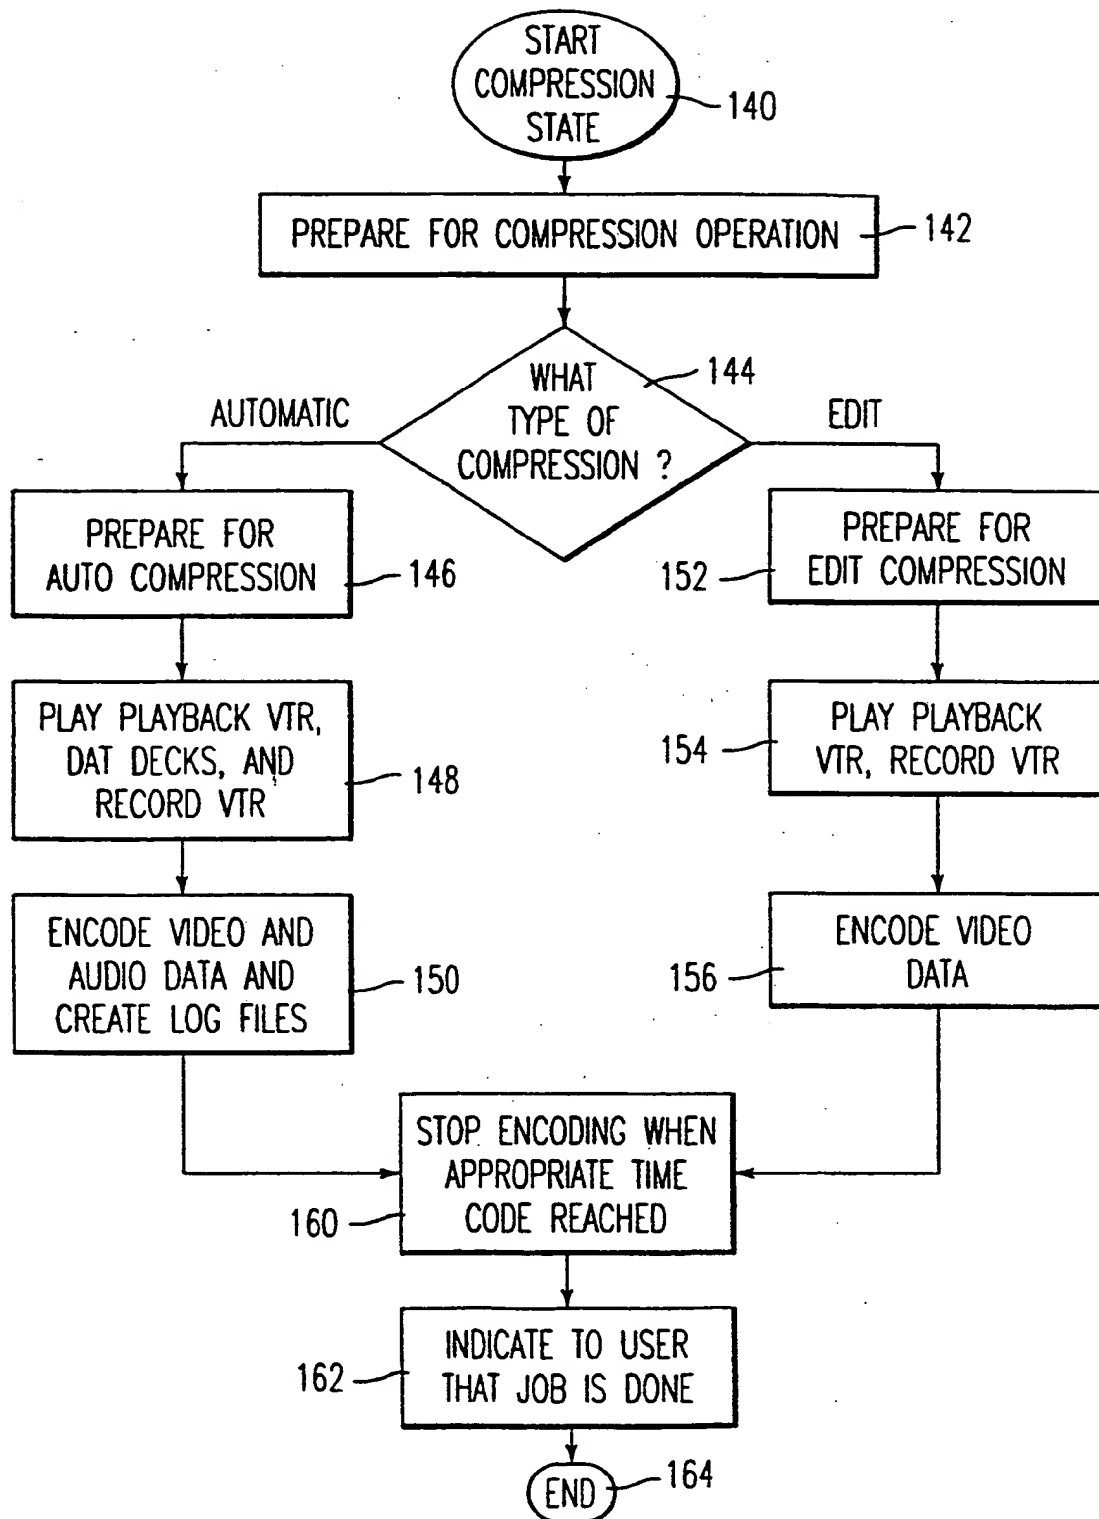 START
COMPRESSION
STATE
140
PREPARE FOR COMPRESSION OPERATION
142
WHAT
TYPE OF
COMPRESSION ?
144
AUTOMATIC
EDIT
PREPARE FOR
AUTO COMPRESSION
146
PREPARE FOR
EDIT COMPRESSION
152
PLAY PLAYBACK VTR,
DAT DECKS, AND
RECORD VTR
148
PLAY PLAYBACK
VTR, RECORD VTR
154
ENCODE VIDEO AND
AUDIO DATA AND
CREATE LOG FILES
150
ENCODE VIDEO
DATA
156
STOP ENCODING WHEN
APPROPRIATE TIME
CODE REACHED
160
INDICATE TO USER
THAT JOB IS DONE
162
END
164